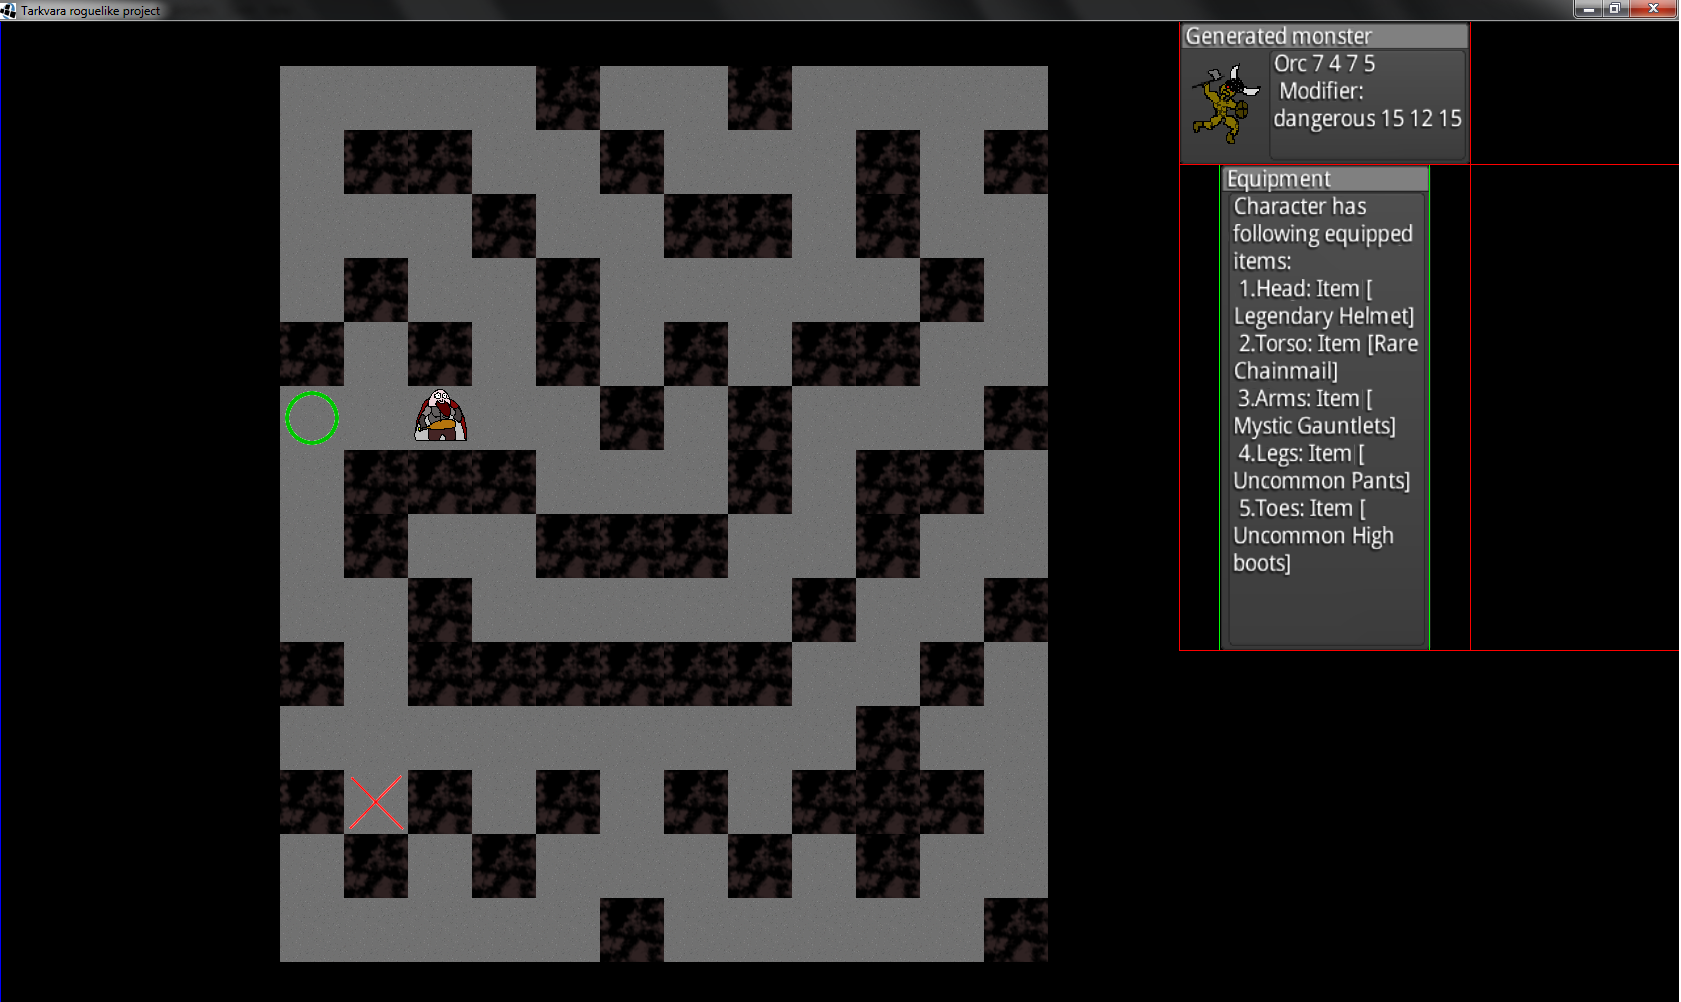 Tarkvara roguelike project
Generated monster
Orc 7 4 7 5
Modifier:
dangerous 15 12 15
Equipment
Character has
following equipped
items:
1.Head: Item [
Legendary Helmet]
2.Torso: Item [Rare
Chainmail]
3.Arms: Item [
Mystic Gauntlets]
4.Legs: Item [
Uncommon Pants]
5.Toes: Item [
Uncommon High
boots]